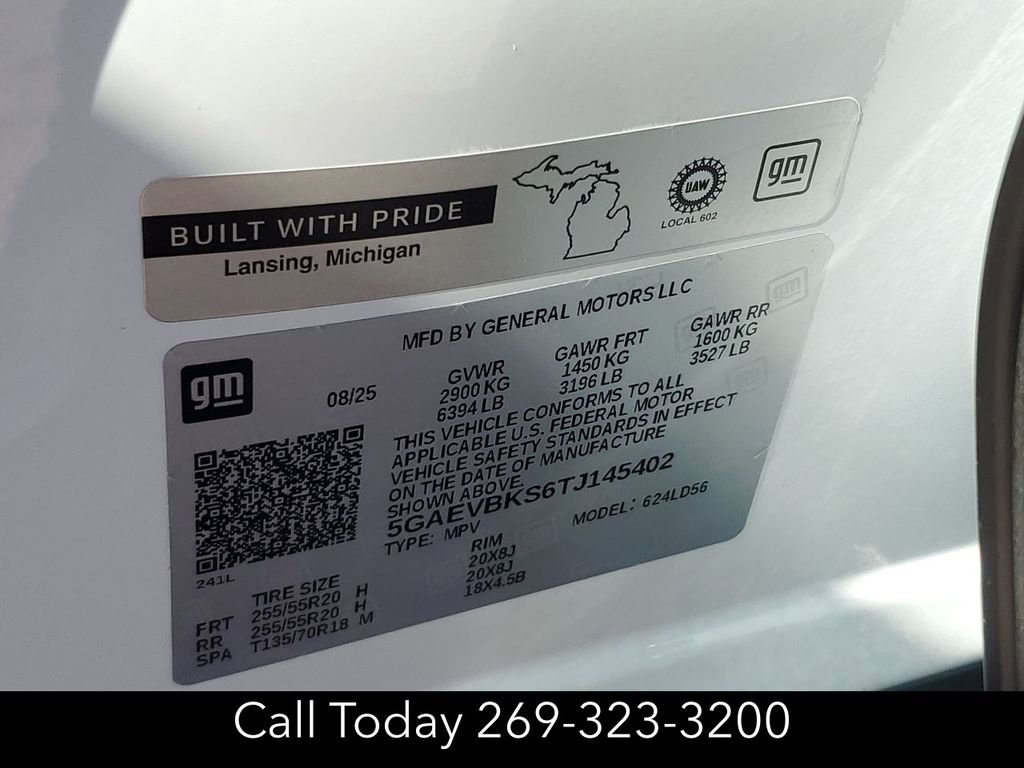 BUILT WITH PRIDE
Lansing, Michigan
UAW
LOCAL 602
gm
MFD BY GENERAL MOTORS LLC
gm
08/25
GVWR
2900 KG
6394 LB
GAWR FRT
1450 KG
3196 LB
GAWR RR
1600 KG
3527 LB
THIS VEHICLE CONFORMS TO ALL
APPLICABLE U.S. FEDERAL MOTOR
VEHICLE SAFETY STANDARDS IN EFFECT
ON THE DATE OF MANUFACTURE
SHOWN ABOVE.
5GAEVBKS6TJ145402
TYPE: MPV
MODEL: 624LD56
241L
TIRE SIZE RIM
FRT 255/55R20 H 20X8J
RR 255/55R20 H 20X8J
SPA T135/70R18 M 18X4.5B
Call Today 269-323-3200